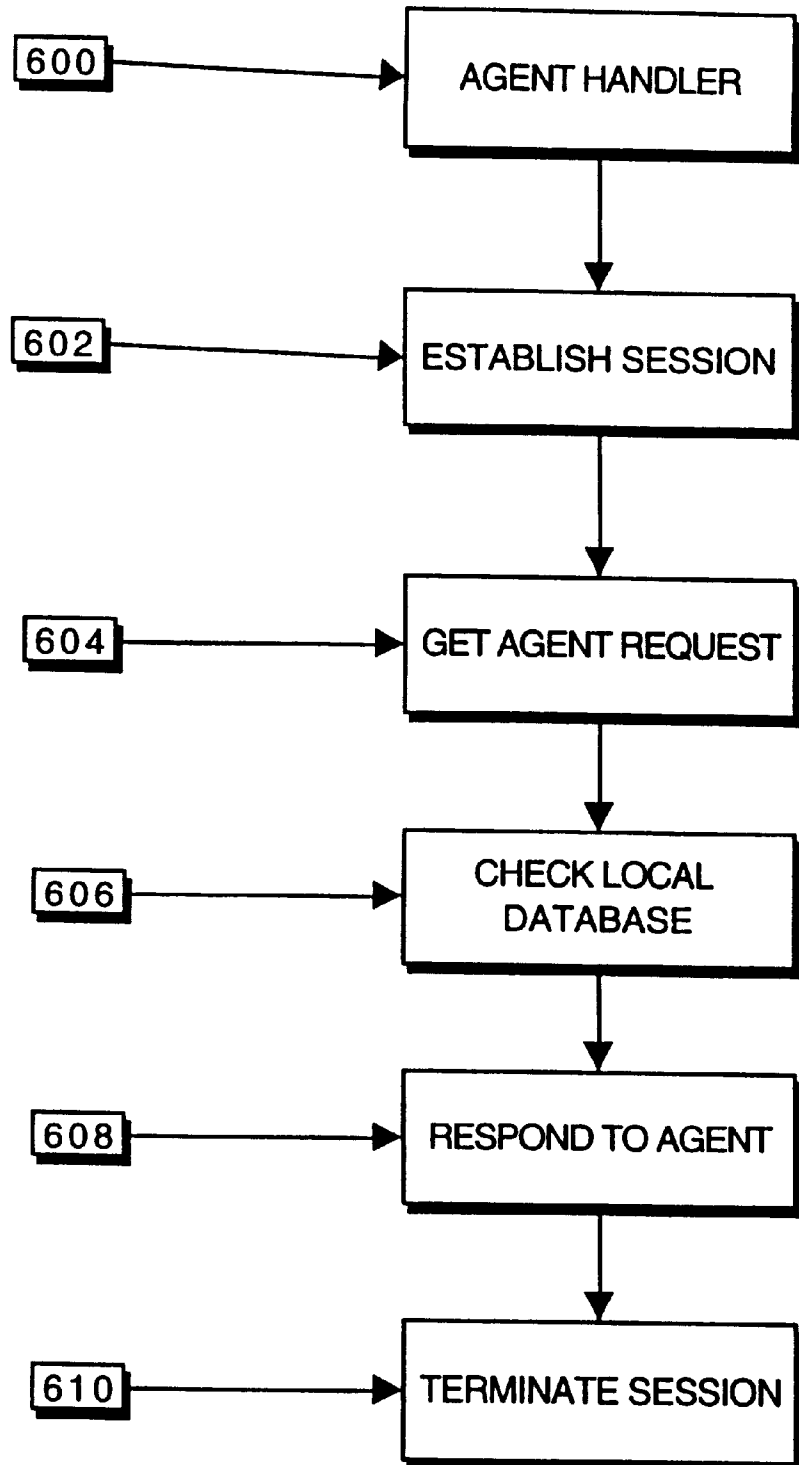 600
AGENT HANDLER
602
ESTABLISH SESSION
604
GET AGENT REQUEST
606
CHECK LOCAL
DATABASE
608
RESPOND TO AGENT
610
TERMINATE SESSION